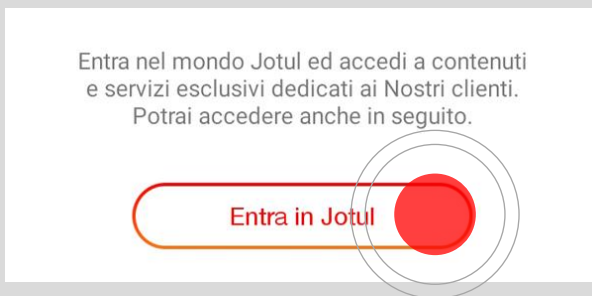 Entra nel mondo Jotul ed accedi a contenuti
e servizi esclusivi dedicati ai Nostri clienti.
Potrai accedere anche in seguito.
Entra in Jotul